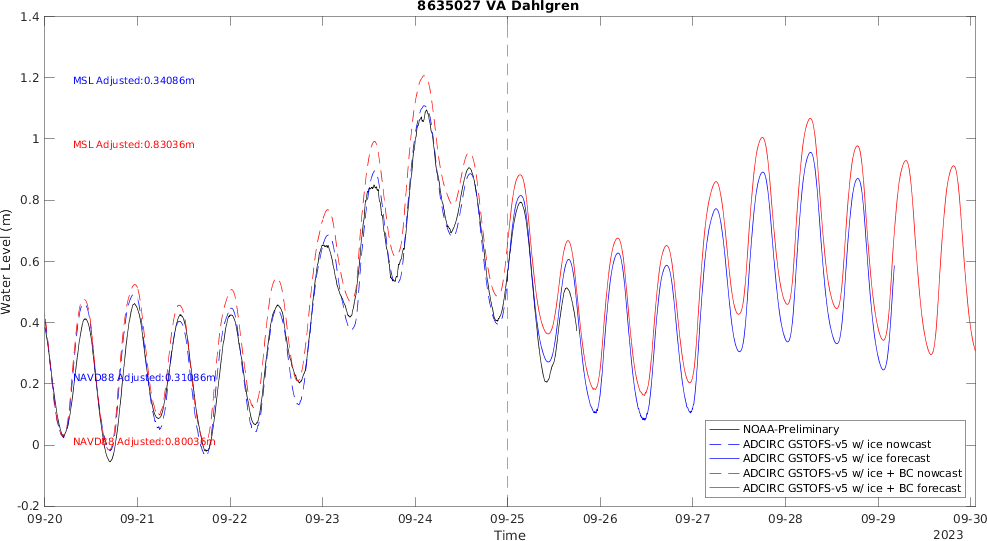 8635027 VA Dahlgren
1.4
1.2
1
0.8
0.6
0.4
0.2
0
-0.2
Water Level (m)
MSL Adjusted:0.34086m
MSL Adjusted:0.83036m
NAVD88 Adjusted:0.31086m
NAVD88 Adjusted:0.80036m
NOAA-Preliminary
ADCIRC GSTOFS-v5 w/ ice nowcast
ADCIRC GSTOFS-v5 w/ ice forecast
ADCIRC GSTOFS-v5 w/ ice + BC nowcast
ADCIRC GSTOFS-v5 w/ ice + BC forecast
09-20 09-21 09-22 09-23 09-24 09-25 09-26 09-27 09-28 09-29 09-30
Time
2023